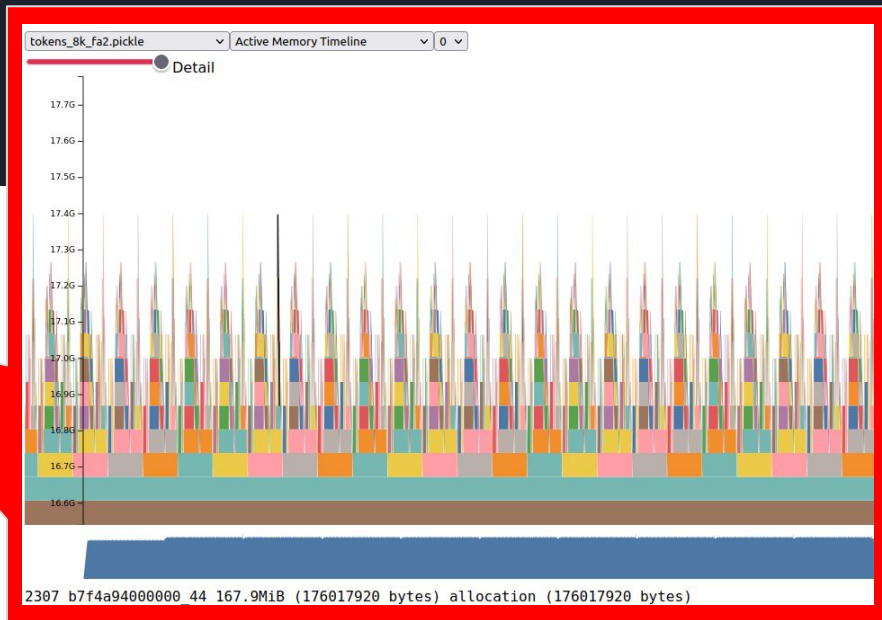 tokens_8k_fa2.pickle Active Memory Timeline 0
Detail
17.7G
17.6G
17.5G
17.4G
17.3G
17.2G
17.1G
17.0G
16.9G
16.8G
16.7G
16.6G
2307 b7f4a94000000_44 167.9MiB (176017920 bytes) allocation (176017920 bytes)